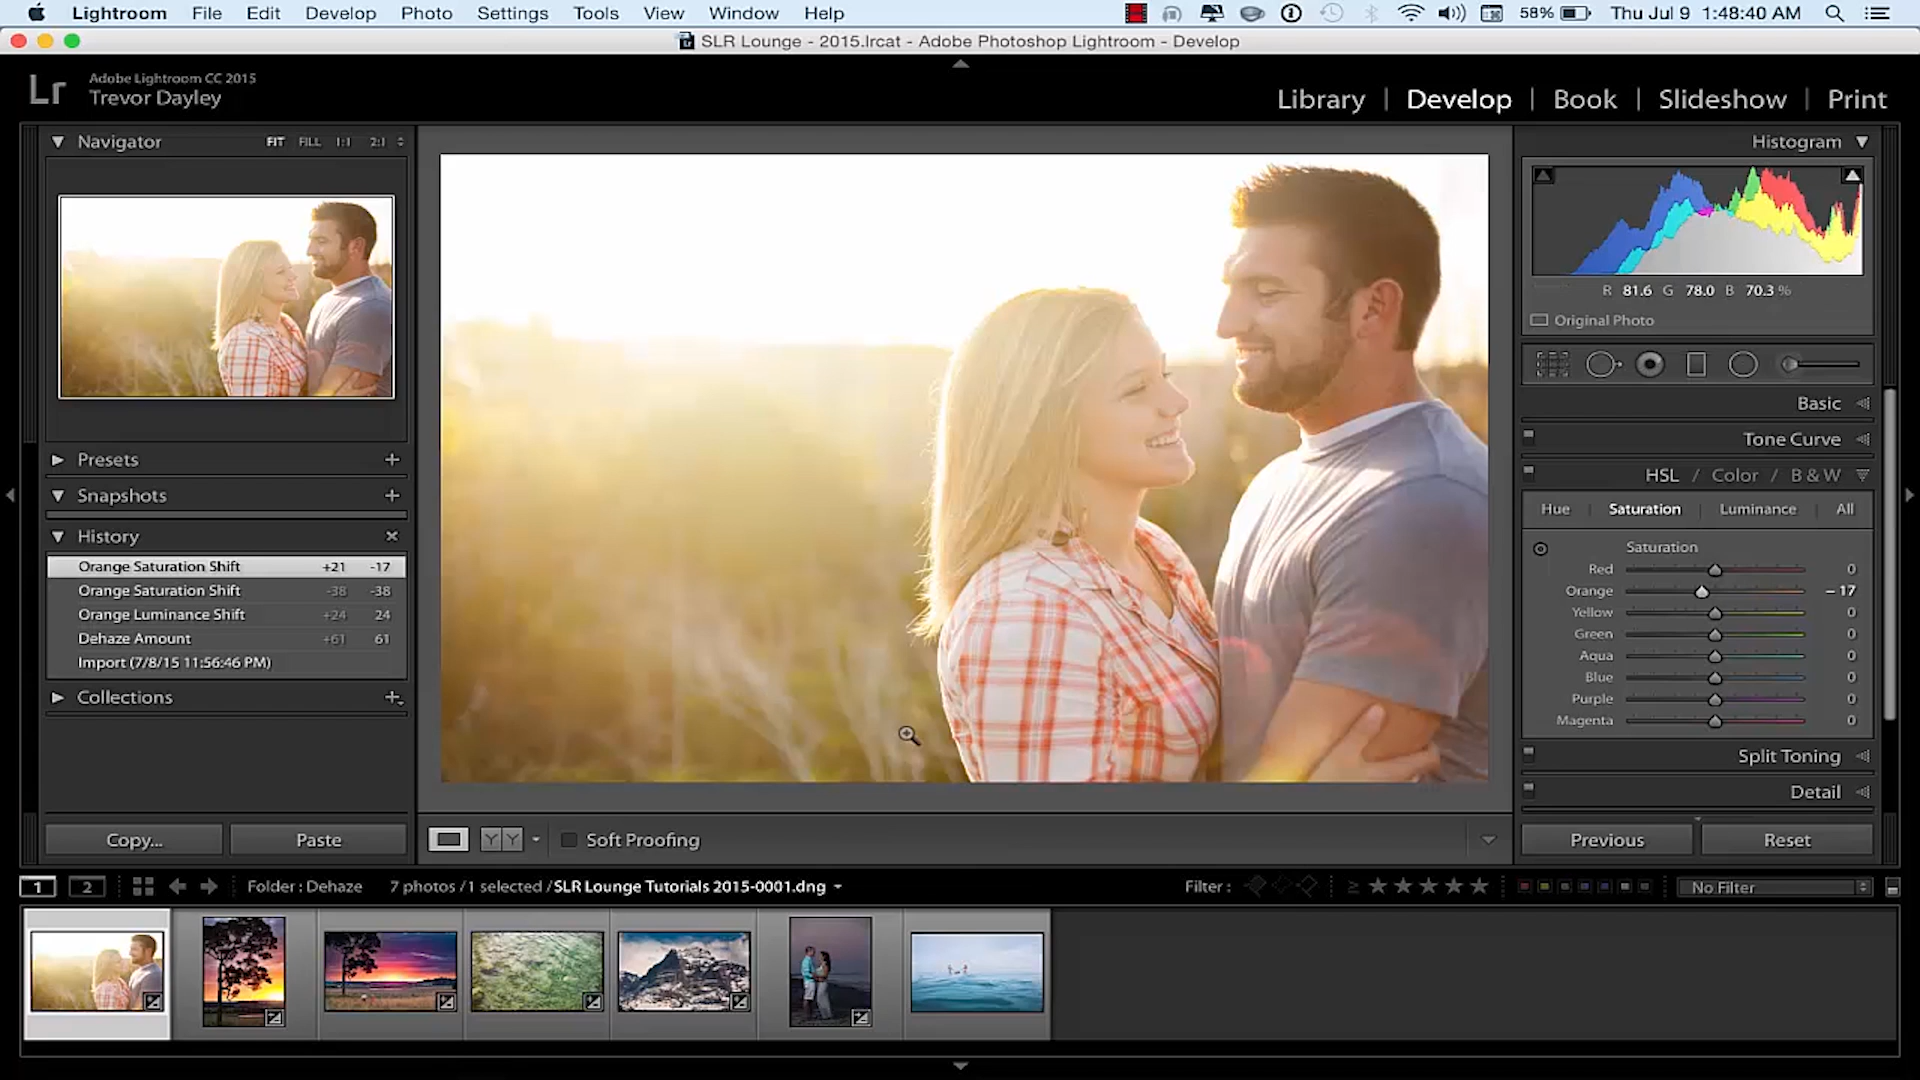 Lightroom File Edit Develop Photo Settings Tools View Window Help 58% Thu Jul 9 1:48:40 AM
SLR Lounge - 2015.lrcat - Adobe Photoshop Lightroom - Develop
Lr Adobe Lightroom CC 2015
Trevor Dayley
Library | Develop | Book | Slideshow | Print
Navigator FIT FILL 1:1 2:1
Presets
Snapshots
History
Orange Saturation Shift +21 -17
Orange Saturation Shift -38 -38
Orange Luminance Shift +24 24
Dehaze Amount +61 61
Import (7/8/15 11:56:46 PM)
Collections
Copy... Paste
YY Soft Proofing
Histogram
R 81.6 G 78.0 B 70.3 %
Original Photo
Basic
Tone Curve
HSL / Color / B & W
Hue Saturation Luminance All
Saturation
Red 0
Orange – 17
Yellow 0
Green 0
Aqua 0
Blue 0
Purple 0
Magenta 0
Split Toning
Detail
Previous Reset
1 2 Folder : Dehaze 7 photos /1 selected /SLR Lounge Tutorials 2015-0001.dng Filter : ≥ ★★★★★ No Filter